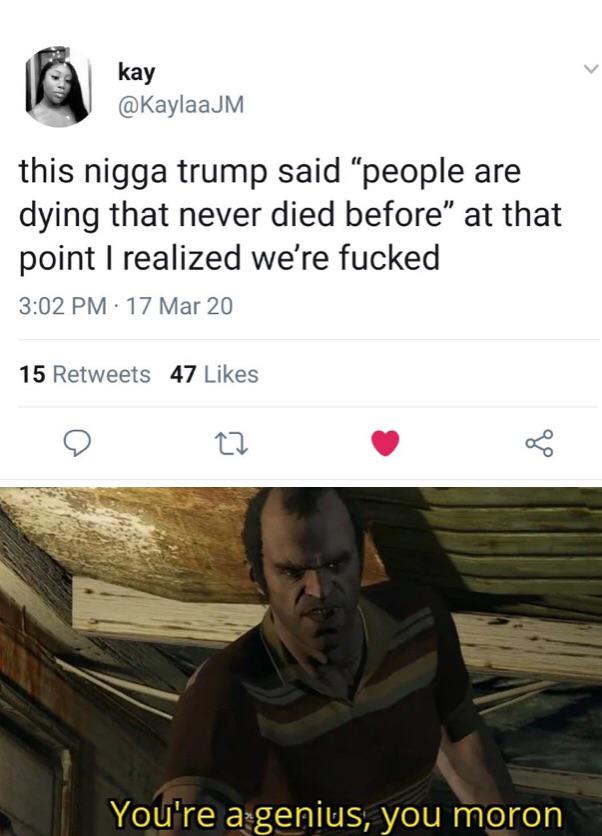 kay
@KaylaaJM
this nigga trump said “people are
dying that never died before” at that
point I realized we’re fucked
3:02 PM · 17 Mar 20
15 Retweets 47 Likes
You're a genius, you moron